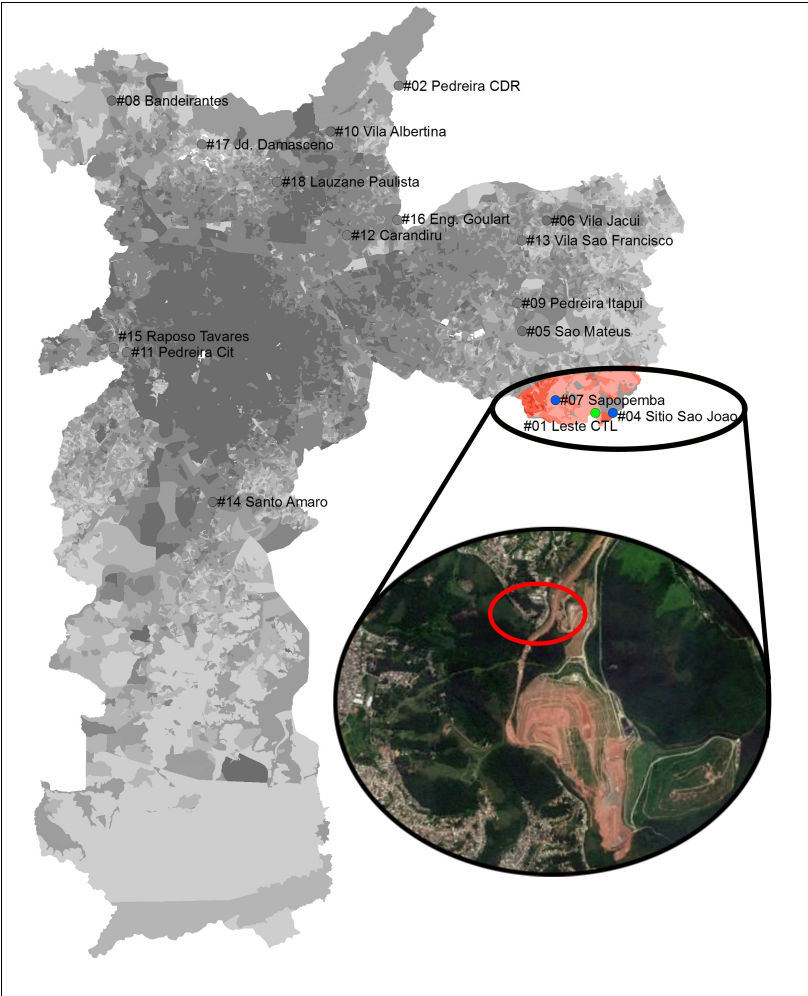 #02 Pedreira CDR
#08 Bandeirantes
#10 Vila Albertina
#17 Jd. Damasceno
#18 Lauzane Paulista
#16 Eng. Goulart
#06 Vila Jacui
#12 Carandiru
#13 Vila Sao Francisco
#09 Pedreira Itapui
#05 Sao Mateus
#15 Raposo Tavares
#11 Pedreira Cit
#07 Sapopemba
#04 Sitio Sao Joao
#01 Leste CTL
#14 Santo Amaro